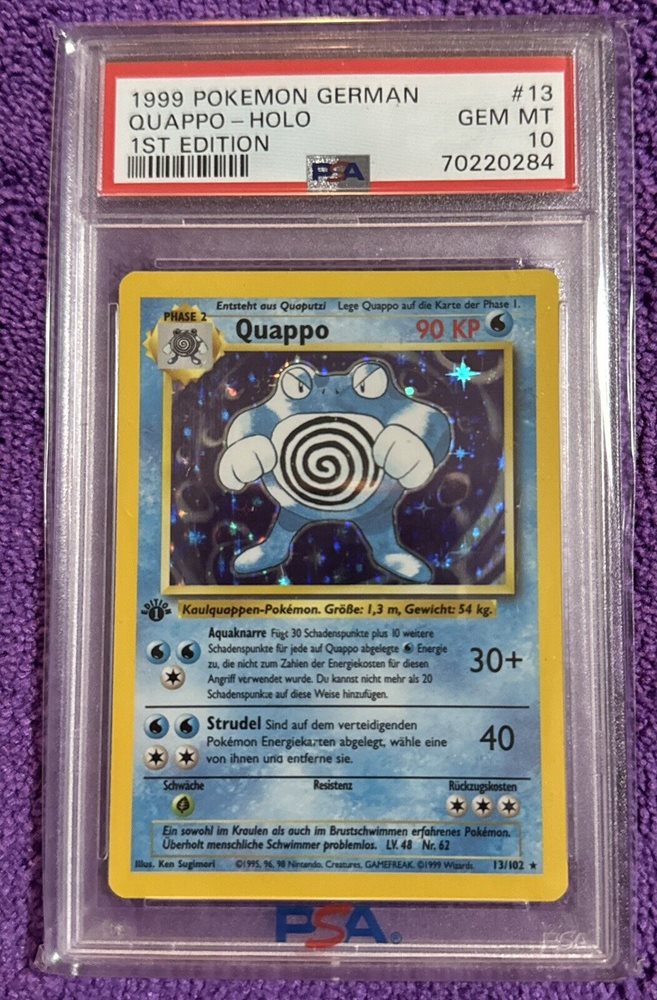 1999 POKEMON GERMAN #13
QUAPPO - HOLO GEM MT
1ST EDITION 10
PSA 70220284
Entsteht aus Quaputzi Lege Quappo auf die Karte der Phase 1.
PHASE 2
Quappo 90 KP
EDITION 1
Kaulquappen-Pokémon. Größe: 1,3 m, Gewicht: 54 kg.
Aquaknarre Fügt 30 Schadenspunkte plus 10 weitere
Schadenspunkte für jede auf Quappo abgelegte Energie
zu, die nicht zum Zahlen der Energiekosten für diesen
Angriff verwendet wurde. Du kannst nicht mehr als 20
Schadenspunkte auf diese Weise hinzufügen.
30+
Strudel Sind auf dem verteidigenden
Pokémon Energiekarten abgelegt, wähle eine
von ihnen und entferne sie.
40
Schwäche Resistenz Rückzugskosten
Ein sowohl im Kraulen als auch im Brustschwimmen erfahrenes Pokémon.
Überholt menschliche Schwimmer problemlos. LV. 48 Nr. 62
Illus. Ken Sugimori ©1995, 96, 98 Nintendo, Creatures, GAMEFREAK. ©1999 Wizards. 13/102
PSA
PSA